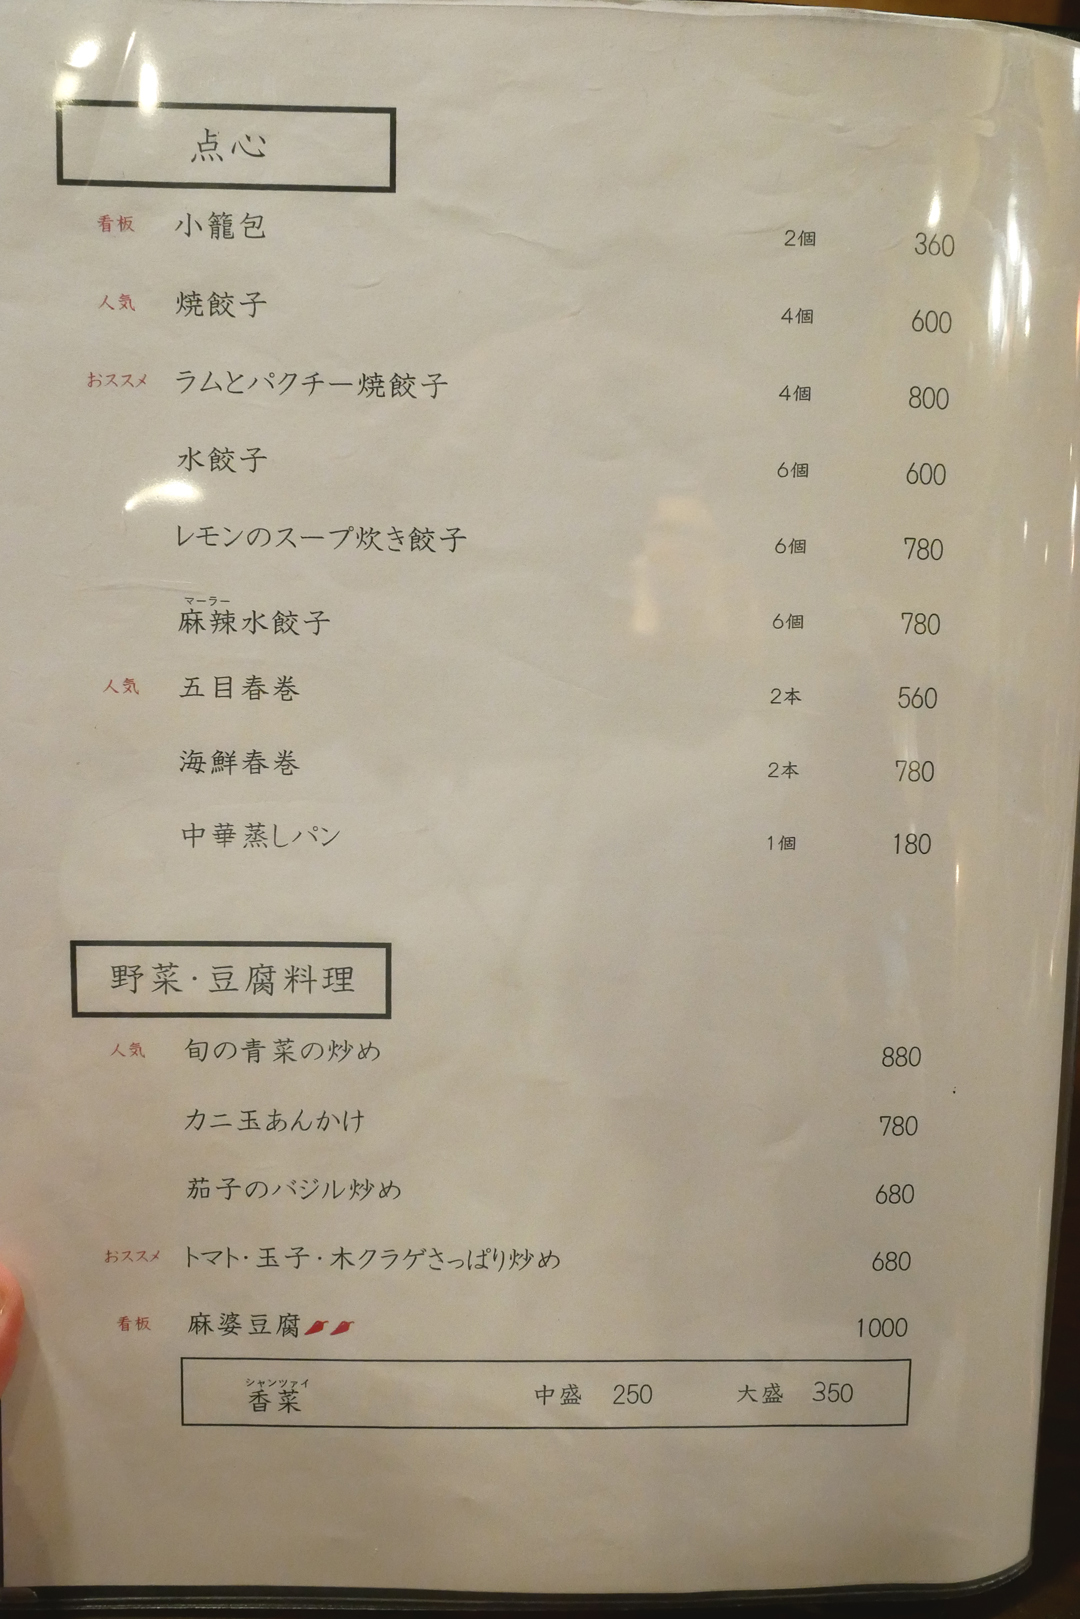 点心
看板 小籠包 2個 360
人気 焼餃子 4個 600
おススメ ラムとパクチー焼餃子 4個 800
水餃子 6個 600
レモンのスープ炊き餃子 6個 780
マーラー
麻辣水餃子 6個 780
人気 五目春巻 2本 560
海鮮春巻 2本 780
中華蒸しパン 1個 180
野菜・豆腐料理
人気 旬の青菜の炒め 880
カニ玉あんかけ 780
茄子のバジル炒め 680
おススメ トマト・玉子・木クラゲさっぱり炒め 680
看板 麻婆豆腐 1000
シャンツァイ
香菜 中盛 250 大盛 350